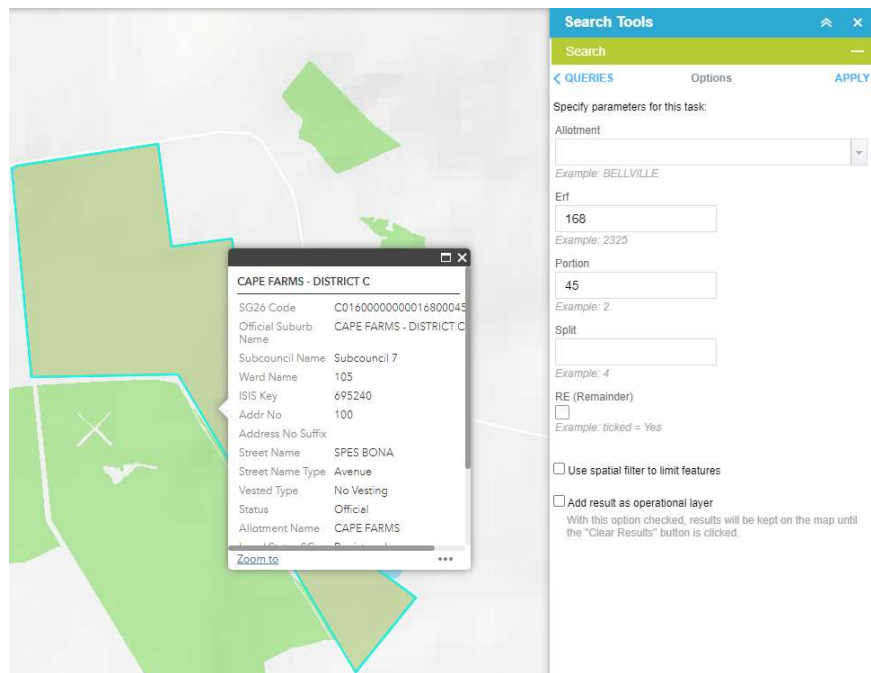 Search Tools
Search
QUERIES Options APPLY
Specify parameters for this task:
Allotment
Example: BELLVILLE
Erf
168
Example: 2325
Portion
45
Example: 2
Split
Example: 4
RE (Remainder)
Example: ticked = Yes
Use spatial filter to limit features
Add result as operational layer
With this option checked, results will be kept on the map until
the "Clear Results" button is clicked.
CAPE FARMS - DISTRICT C
SG26 Code C01600000000016800045
Official Suburb CAPE FARMS - DISTRICT C
Name
Subcouncil Name Subcouncil 7
Ward Name 105
ISIS Key 695240
Addr No 100
Address No Suffix
Street Name SPES BONA
Street Name Type Avenue
Vested Type No Vesting
Status Official
Allotment Name CAPE FARMS
Zoom to